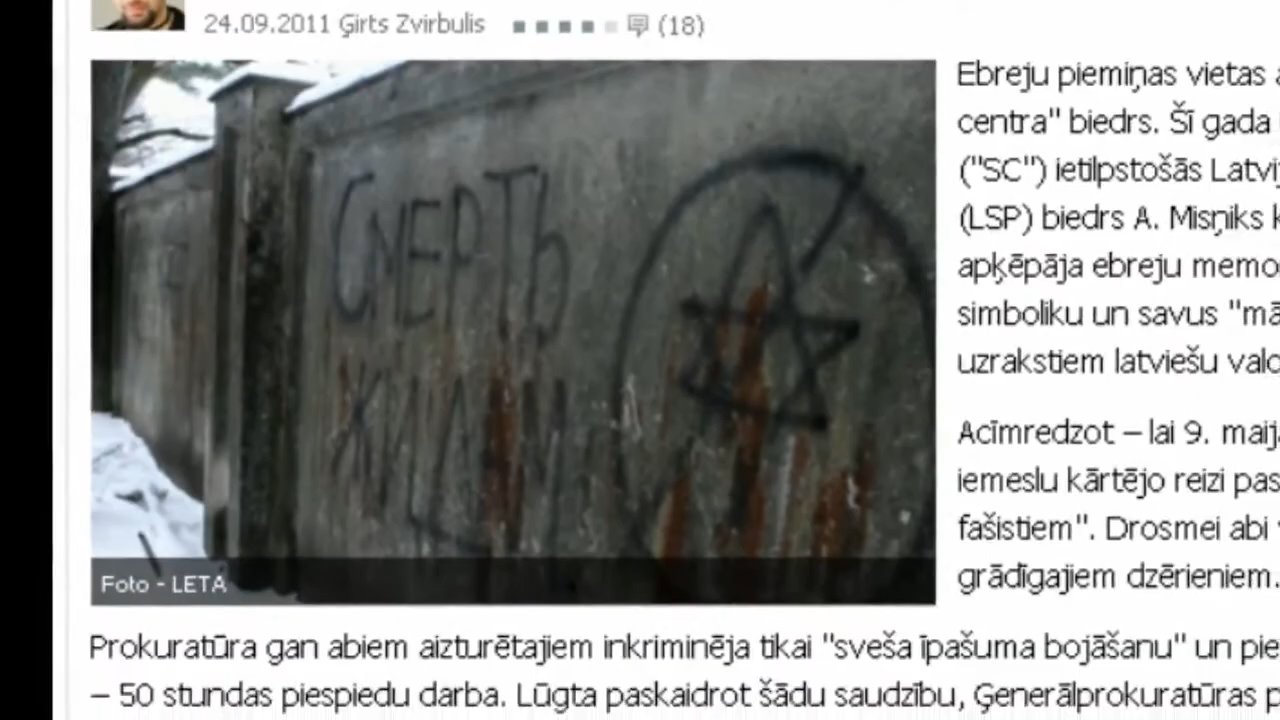 24.09.2011 Ģirts Zvirbulis (18)
Ebreju piemiņas vietas a
centra" biedrs. Šī gada
("SC") ietilpstošās Latvij
(LSP) biedrs A. Misņiks k
apķēpāja ebreju memo
simboliku un savus "mā
uzrakstiem latviešu valo
Acīmredzot – lai 9. maij
iemeslu kārtējo reizi pas
fašistiem". Drosmei abi v
grādīgajiem dzērieniem.
СМЕРТЬ
ЖИДАМ
Foto - LETA
Prokuratūra gan abiem aizturētajiem inkriminēja tikai "sveša īpašuma bojāšanu" un pie
– 50 stundas piespiedu darba. Lūgta paskaidrot šādu saudzību, Ģenerālprokuratūras p